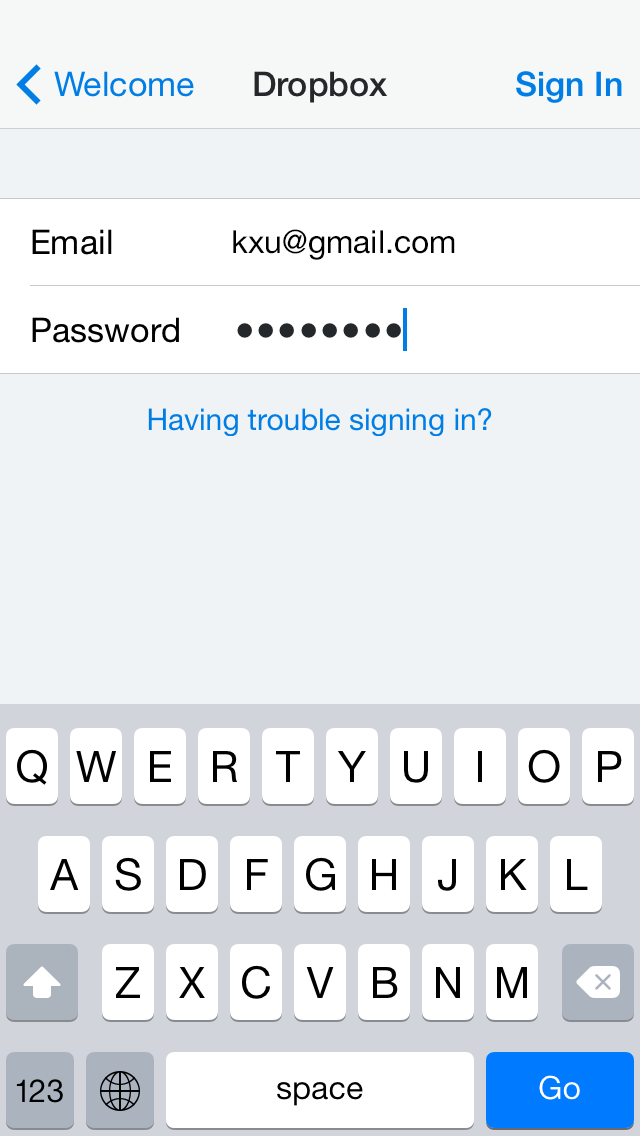 Welcome Dropbox Sign In
Email kxu@gmail.com
Password ••••••••
Having trouble signing in?
Q W E R T Y U I O P
A S D F G H J K L
Z X C V B N M
123 space Go